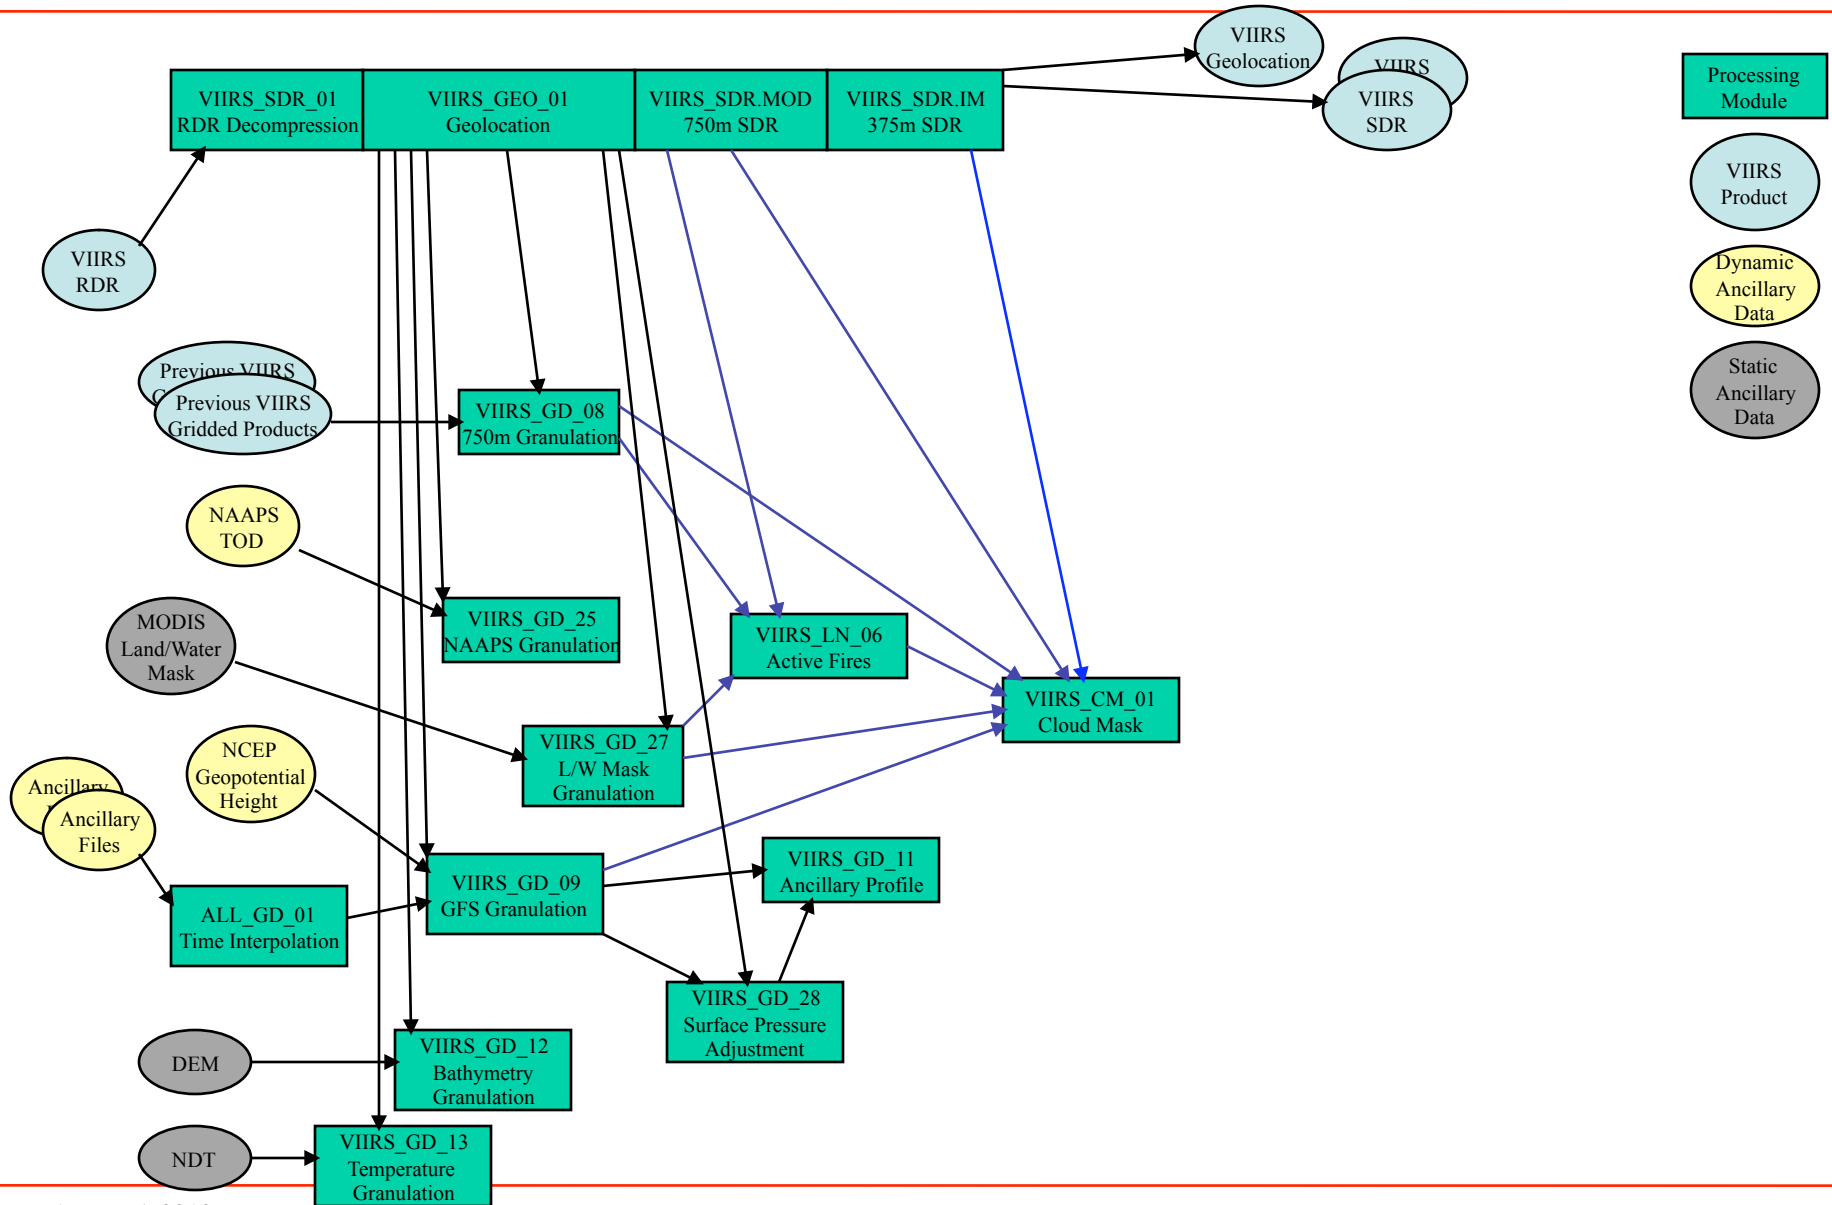 VIIRS
Geolocation
VIIRS
VIIRS
SDR
VIIRS_SDR_01
RDR Decompression
VIIRS_GEO_01
Geolocation
VIIRS_SDR.MOD
750m SDR
VIIRS_SDR.IM
375m SDR
Processing
Module
VIIRS
Product
Dynamic
Ancillary
Data
Static
Ancillary
Data
VIIRS
RDR
Previous VIIRS
Previous VIIRS
Gridded Products
VIIRS_GD_08
750m Granulation
NAAPS
TOD
VIIRS_GD_25
NAAPS Granulation
MODIS
Land/Water
Mask
VIIRS_LN_06
Active Fires
VIIRS_CM_01
Cloud Mask
VIIRS_GD_27
L/W Mask
Granulation
NCEP
Geopotential
Height
Ancillary
Ancillary
Files
VIIRS_GD_09
GFS Granulation
VIIRS_GD_11
Ancillary Profile
ALL_GD_01
Time Interpolation
VIIRS_GD_28
Surface Pressure
Adjustment
DEM
VIIRS_GD_12
Bathymetry
Granulation
NDT
VIIRS_GD_13
Temperature
Granulation